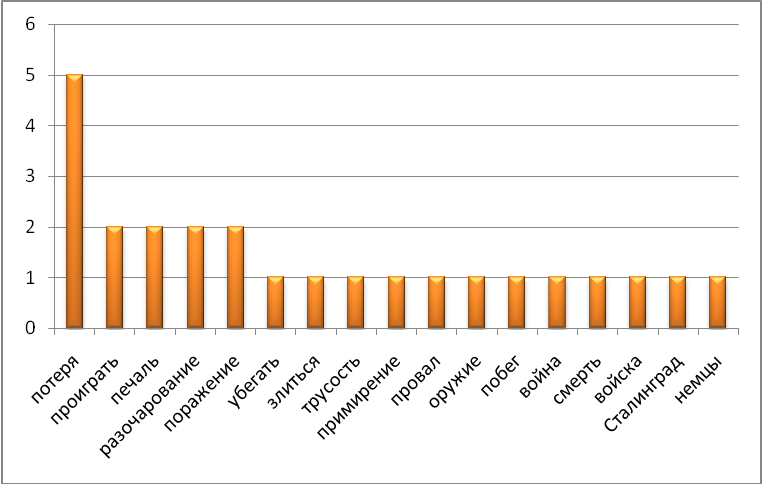 6
5
4
3
2
1
0
потеря
проиграть
печаль
разочарование
поражение
убегать
злиться
трусость
примирение
провал
оружие
побег
война
смерть
войска
Сталинград
немцы